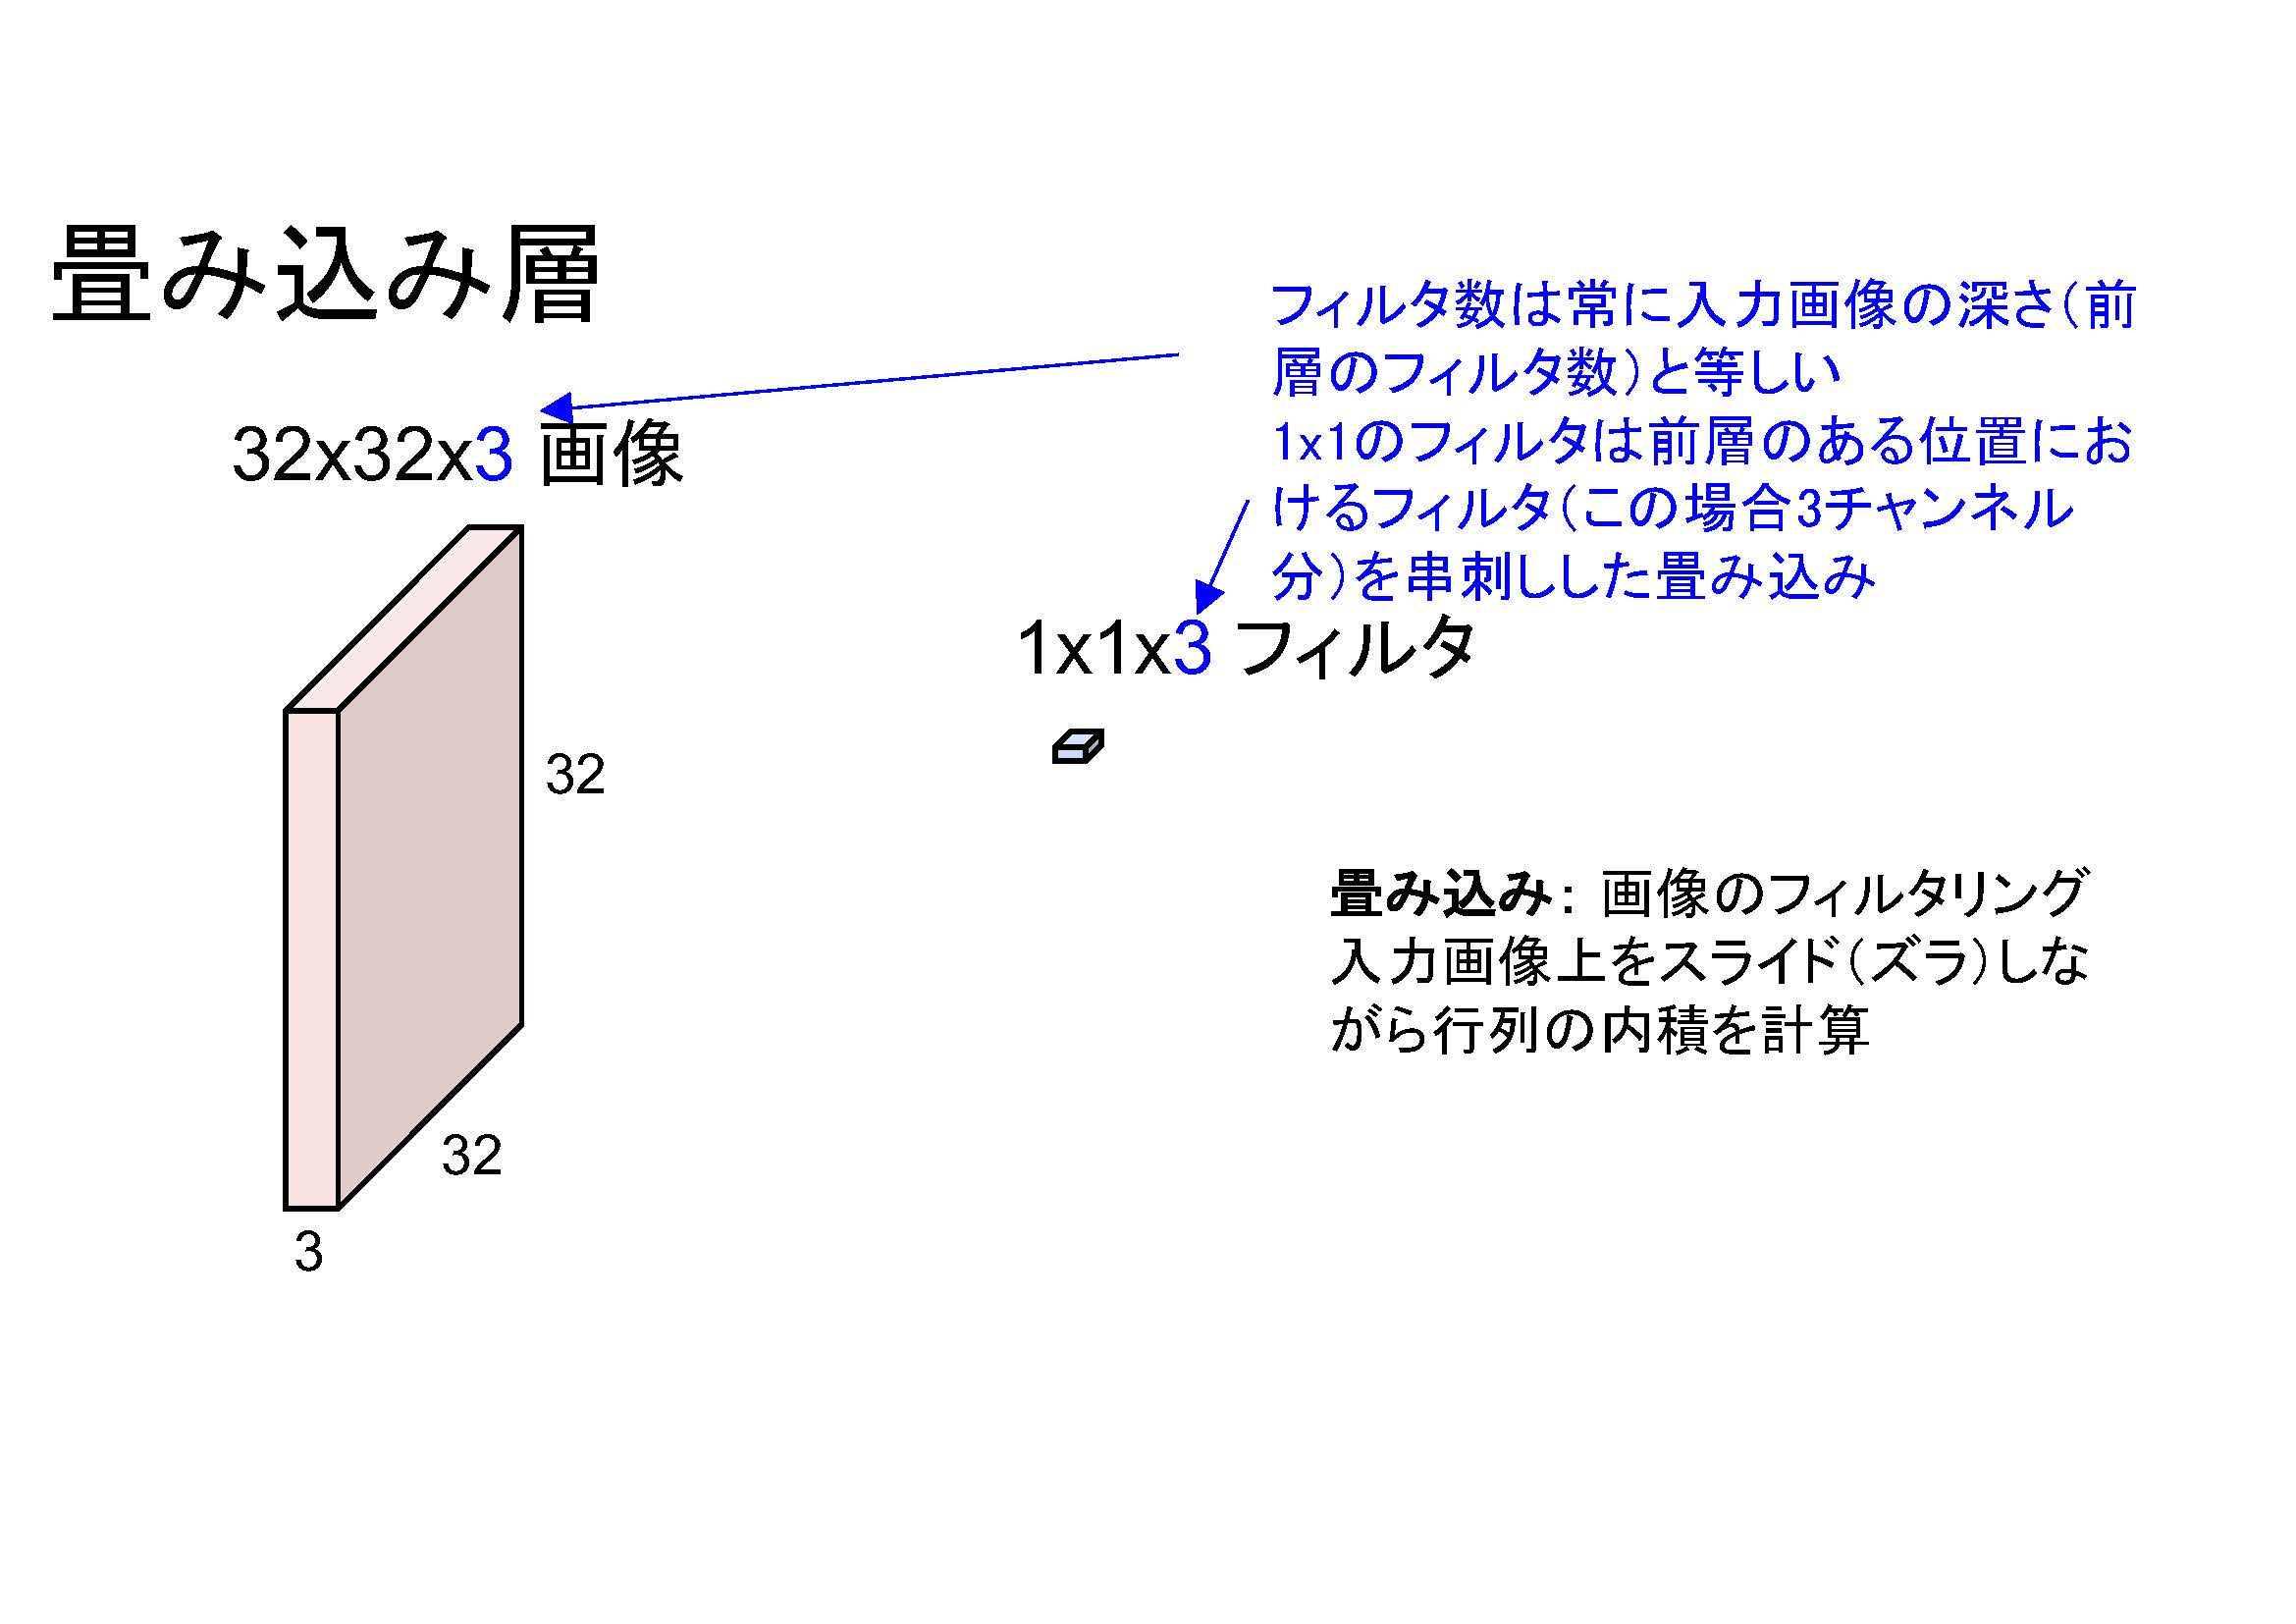 畳み込み層
フィルタ数は常に入力画像の深さ(前
層のフィルタ数)と等しい
1x1のフィルタは前層のある位置にお
けるフィルタ(この場合3チャンネル
分)を串刺しした畳み込み
32x32x3 画像
1x1x3 フィルタ
32
32
3
畳み込み: 画像のフィルタリング
入力画像上をスライド(ズラ)しな
がら行列の内積を計算